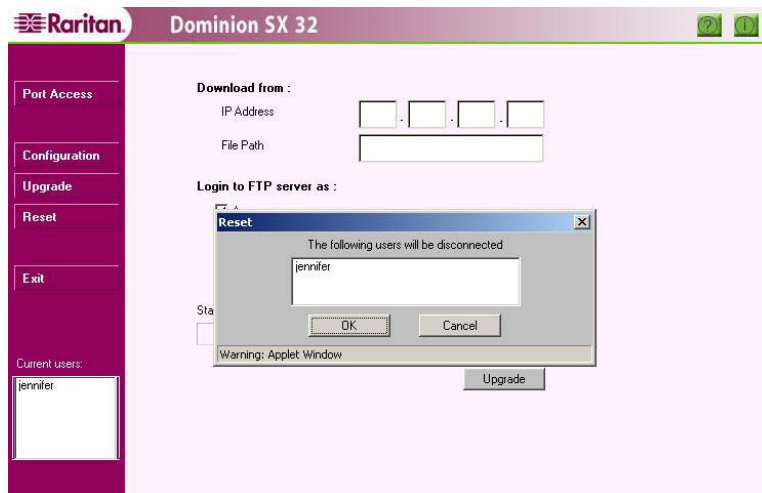 Raritan.
Dominion SX 32
?
i
Port Access
Configuration
Upgrade
Reset
Exit
Current users:
jennifer
Download from :
IP Address
. . .
File Path
Login to FTP server as :
Reset
The following users will be disconnected
jennifer
OK
Cancel
Warning: Applet Window
Sta
Upgrade